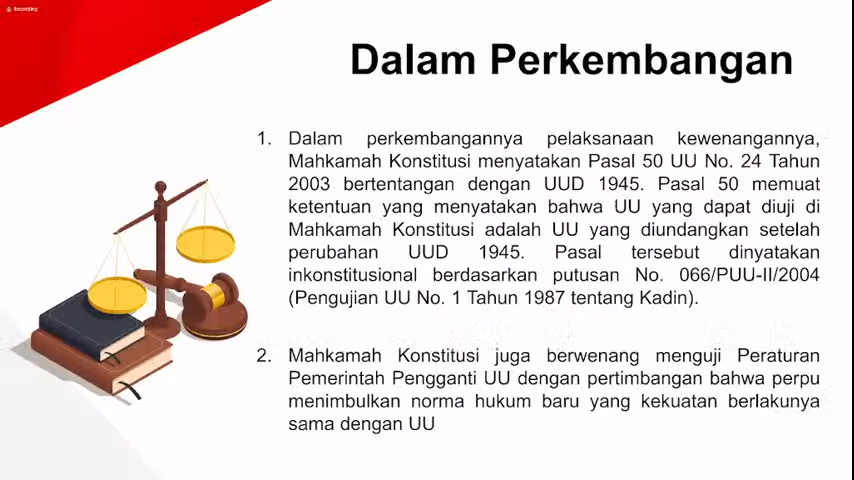 Recording
Dalam Perkembangan
1. Dalam perkembangannya pelaksanaan kewenangannya,
Mahkamah Konstitusi menyatakan Pasal 50 UU No. 24 Tahun
2003 bertentangan dengan UUD 1945. Pasal 50 memuat
ketentuan yang menyatakan bahwa UU yang dapat diuji di
Mahkamah Konstitusi adalah UU yang diundangkan setelah
perubahan UUD 1945. Pasal tersebut dinyatakan
inkonstitusional berdasarkan putusan No. 066/PUU-II/2004
(Pengujian UU No. 1 Tahun 1987 tentang Kadin).
2. Mahkamah Konstitusi juga berwenang menguji Peraturan
Pemerintah Pengganti UU dengan pertimbangan bahwa perpu
menimbulkan norma hukum baru yang kekuatan berlakunya
sama dengan UU